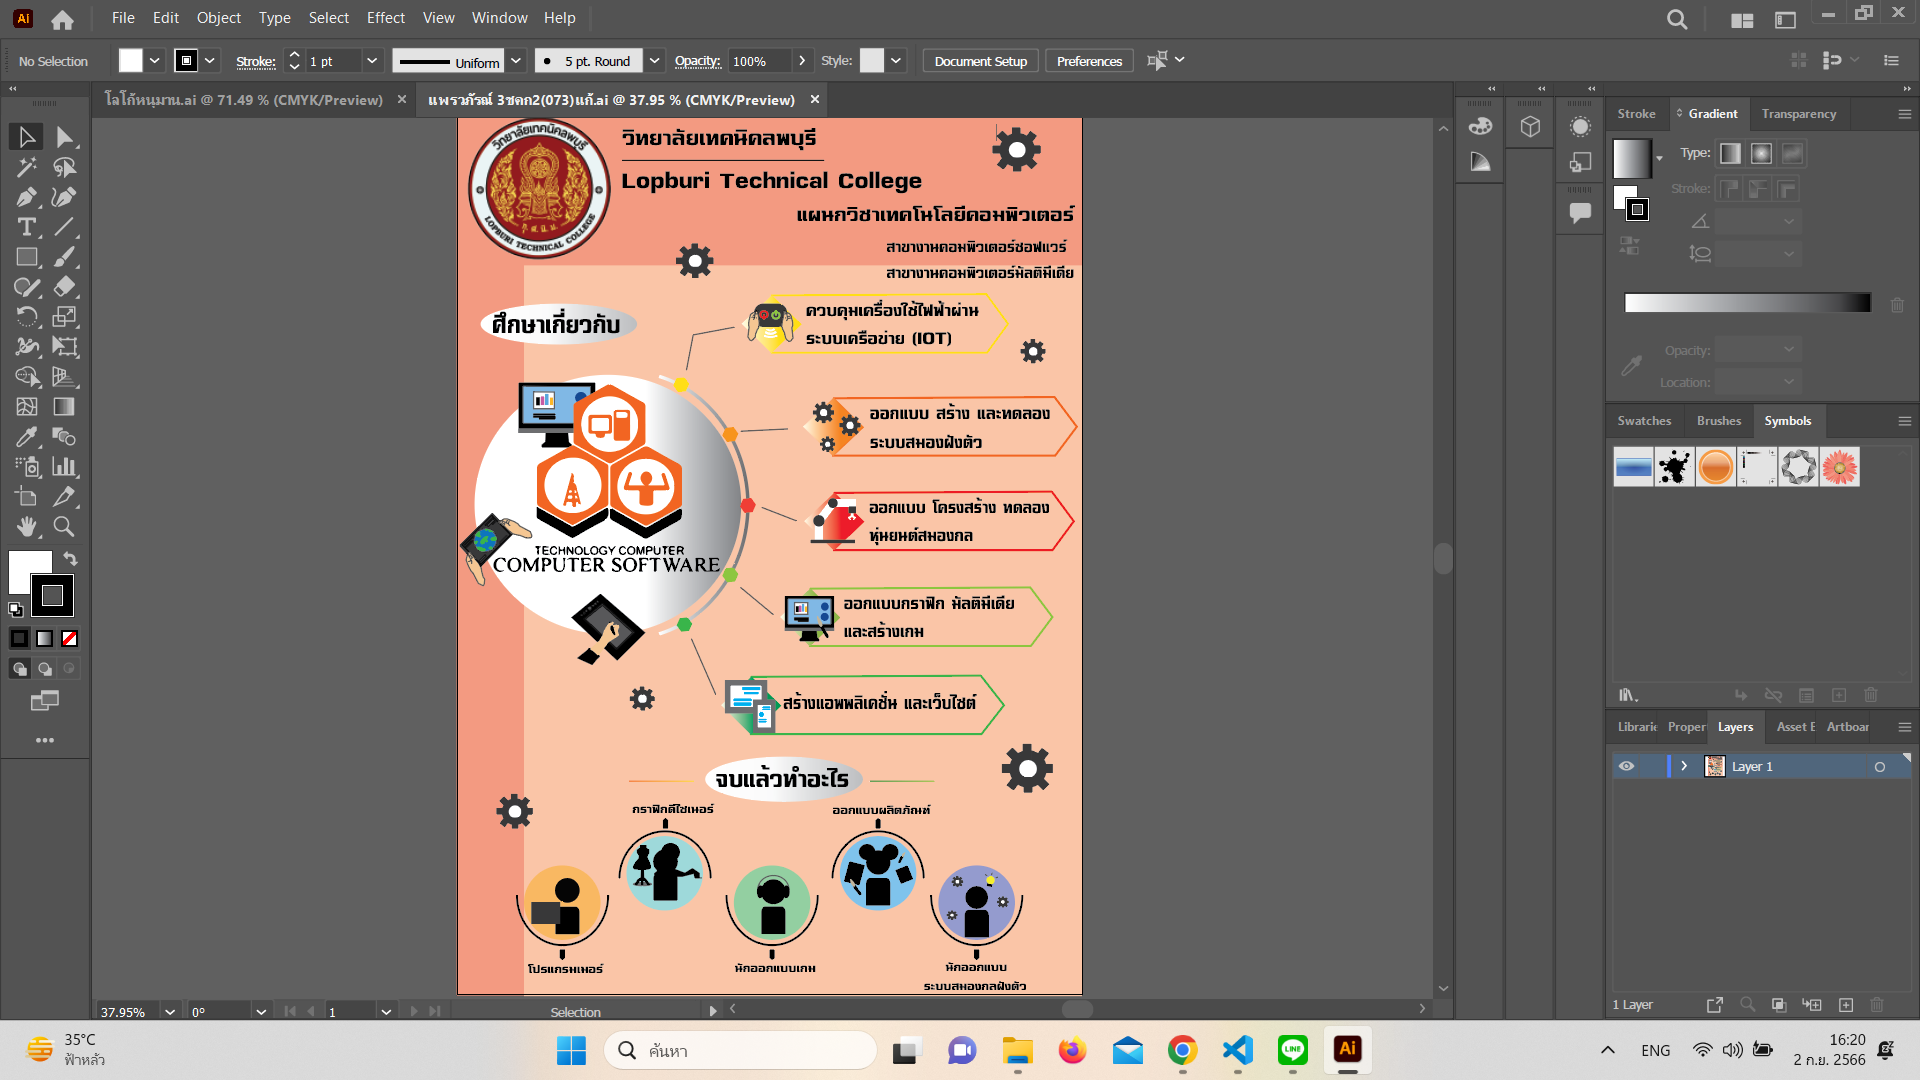 File Edit Object Type Select Effect View Window Help
No Selection Stroke: 1 pt Uniform 5 pt. Round Opacity: 100% Style: Document Setup Preferences
โลโก้หนุมาน.ai @ 71.49 % (CMYK/Preview) × แพรวภัรณ์ 3ชดก2(073)แก้.ai @ 37.95 % (CMYK/Preview) ×
วิทยาลัยเทคนิคลพบุรี
LOPBURI TECHNICAL COLLEGE
วิทยาลัยเทคนิคลพบุรี
Lopburi Technical College
แผนกวิชาเทคโนโลยีคอมพิวเตอร์
สาขางานคอมพิวเตอร์ซอฟแวร์
สาขางานคอมพิวเตอร์มัลติมีเดีย
ศึกษาเกี่ยวกับ
ควบคุมเครื่องใช้ไฟฟ้าผ่าน
ระบบเครือข่าย (IOT)
ออกแบบ สร้าง และทดลอง
ระบบสมองฝังตัว
ออกแบบ โครงสร้าง ทดลอง
หุ่นยนต์สมองกล
TECHNOLOGY COMPUTER
COMPUTER SOFTWARE
ออกแบบกราฟิก มัลติมีเดีย
และสร้างเกม
สร้างแอพพลิเคชั่น และเว็บไซต์
จบแล้วทำอะไร
กราฟิกดีไซเนอร์
ออกแบบผลิตภัณฑ์
โปรแกรมเมอร์
นักออกแบบเกม
นักออกแบบ
ระบบสมองกลฝังตัว
Stroke Gradient Transparency
Type:
Stroke:
Opacity:
Location:
Swatches Brushes Symbols
Librarie Proper Layers Asset E Artboar
Layer 1
1 Layer
37.95% 0° 1 Selection
35°C
ฟ้าหลัว
ค้นหา
ENG
16:20
2 ก.ย. 2566